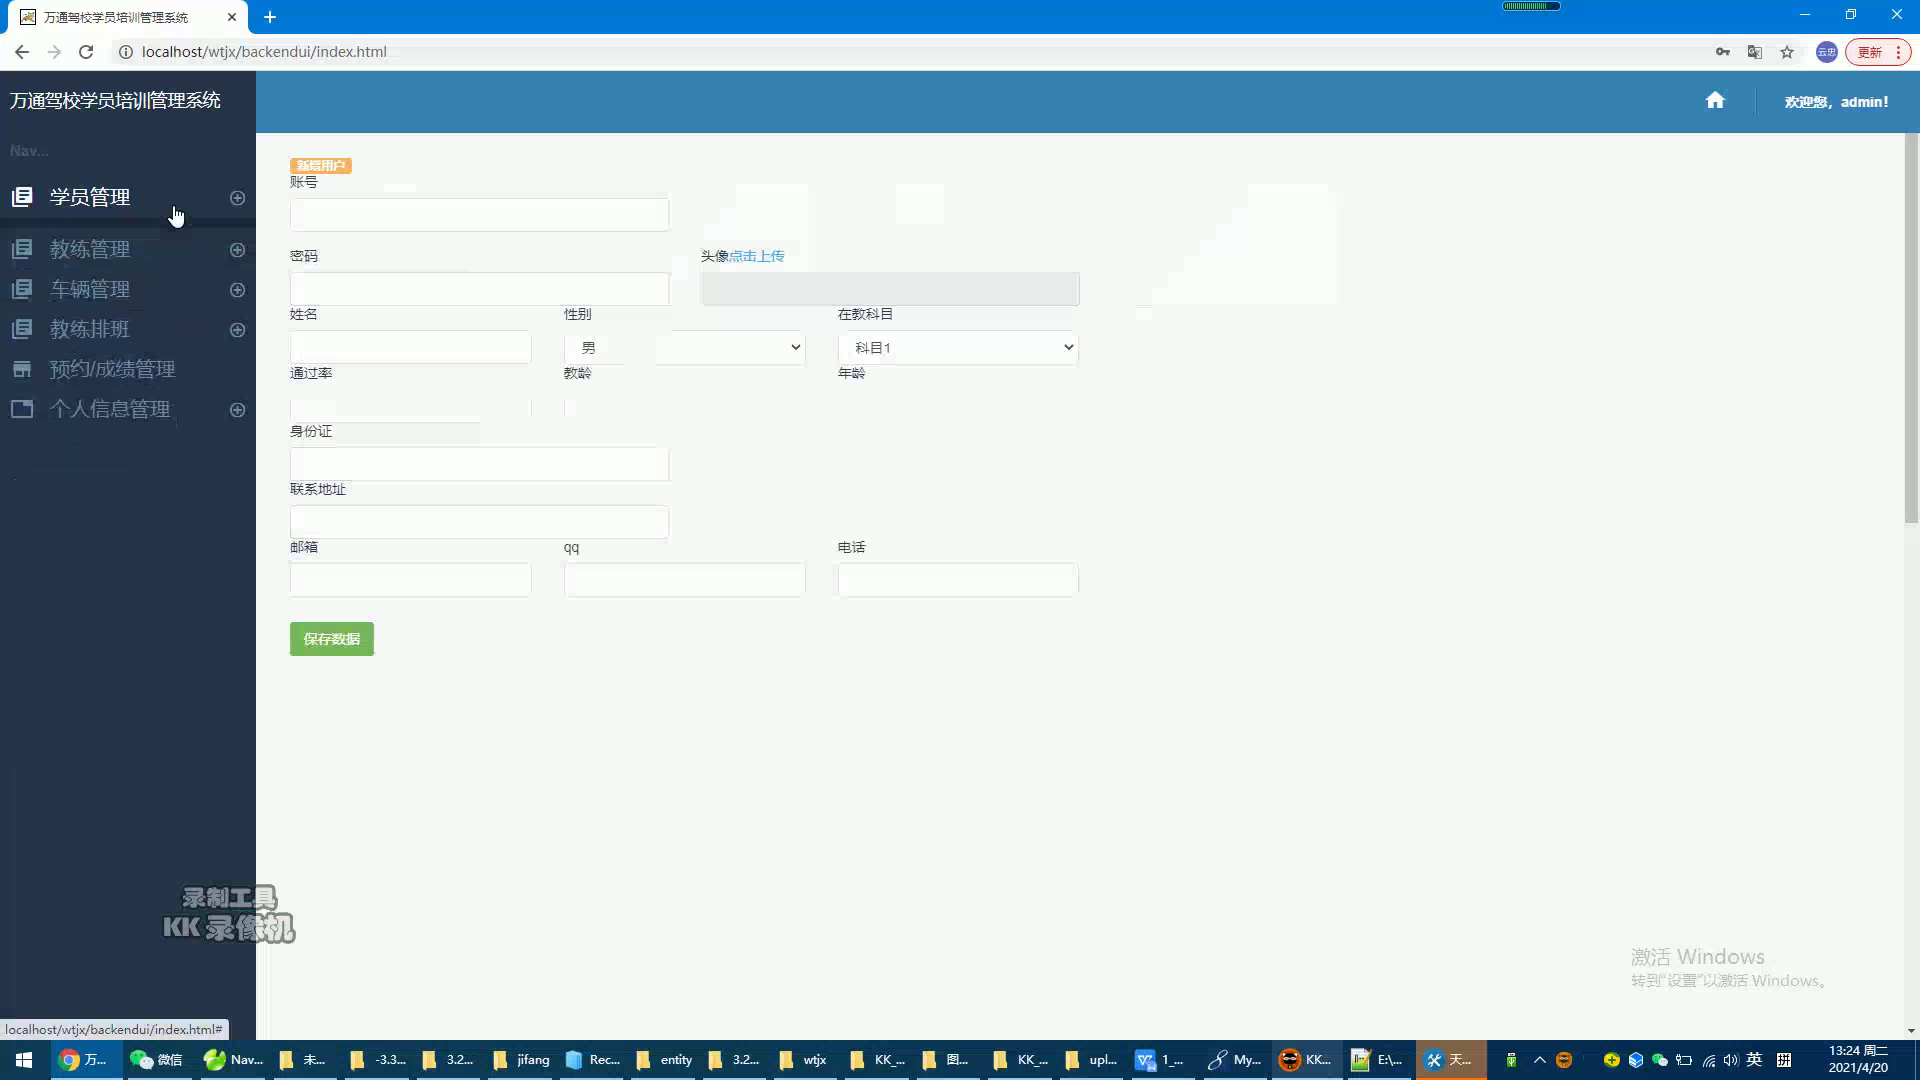 万通驾校学员培训管理系统
localhost/wtjx/backendui/index.html
云忠
更新
万通驾校学员培训管理系统
欢迎您，admin！
Nav...
学员管理
教练管理
车辆管理
教练排班
预约/成绩管理
个人信息管理
新增用户
账号
密码
头像点击上传
姓名
性别
在教科目
男
科目1
通过率
教龄
年龄
身份证
联系地址
邮箱
qq
电话
保存数据
录制工具
KK 录像机
激活 Windows
转到"设置"以激活 Windows。
localhost/wtjx/backendui/index.html#
万...
微信
Nav...
未...
-3.3...
3.2...
jifang
Rec...
entity
3.2...
wtjx
KK_...
图...
KK_...
upl...
1_...
My...
KK...
E:\...
天...
英
拼
13:24 周二
2021/4/20